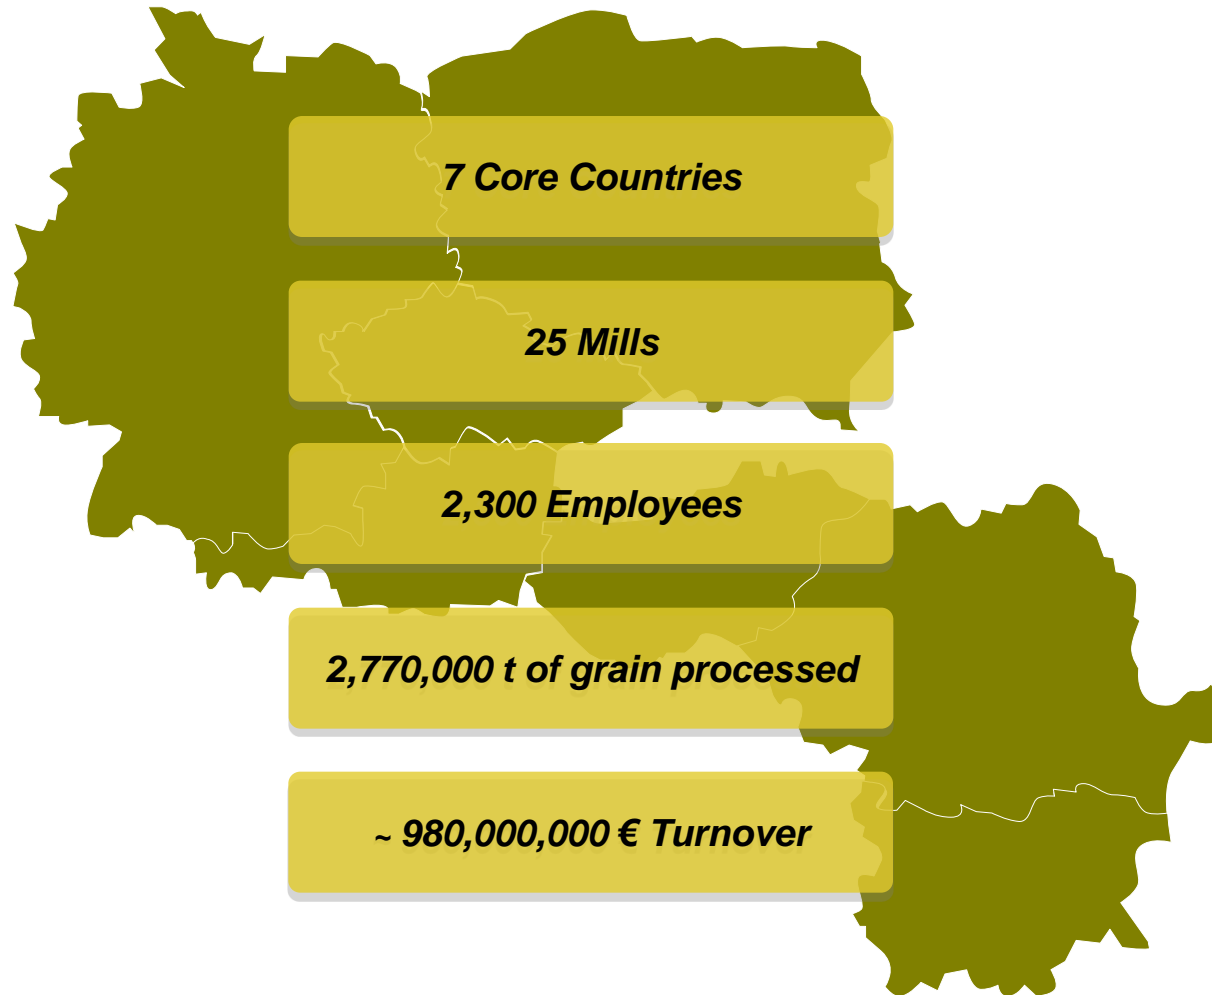 7 Core Countries
25 Mills
2,300 Employees
2,770,000 t of grain processed
~ 980,000,000 € Turnover